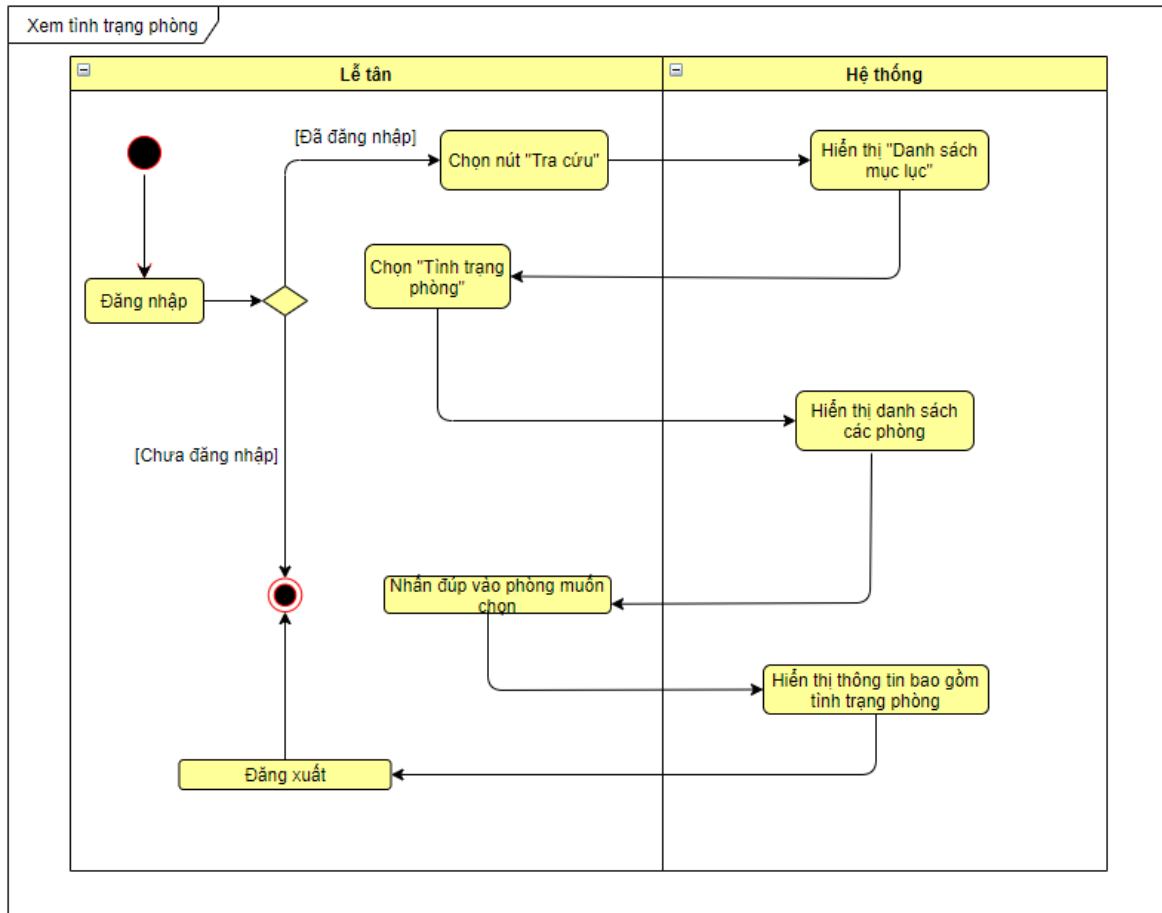 Xem tình trạng phòng
Lễ tân
Hệ thống
[Đã đăng nhập]
Chọn nút "Tra cứu"
Hiển thị "Danh sách
mục lục"
Chọn "Tình trạng
phòng"
Đăng nhập
Hiển thị danh sách
các phòng
[Chưa đăng nhập]
Nhấn đúp vào phòng muốn
chọn
Hiển thị thông tin bao gồm
tình trạng phòng
Đăng xuất